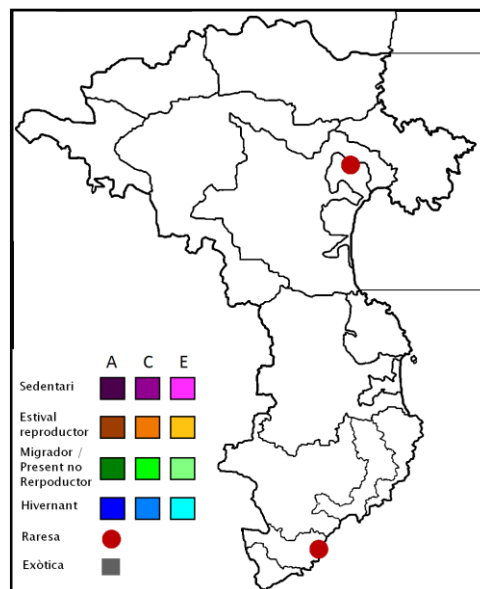 A C E
Sedentari
Estival
reproductor
Migrador /
Present no
Rerpoductor
Hivernant
Raresa
Exòtica